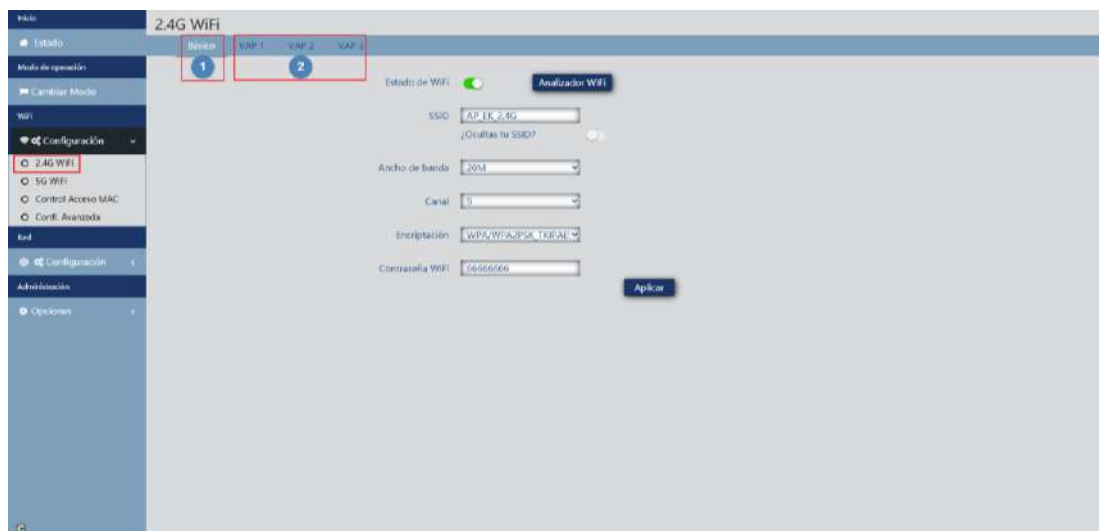 Inicio
Estado
Modo de operación
Cambiar Modo
WiFi
Configuración
2.4G WiFi
5G WiFi
Control Acceso MAC
Confi. Avanzada
Red
Configuración
Administración
Opciones
2.4G WiFi
Básico VAP 1 VAP 2 VAP 3
1 2
Estado de WiFi Analizador WiFi
SSID AP_EK_2.4G
¿Ocultas tu SSID?
Ancho de banda 20M
Canal
Encriptación WPA/WPA2PSK_TKIPAE
Contraseña WiFi 66666666
Aplicar